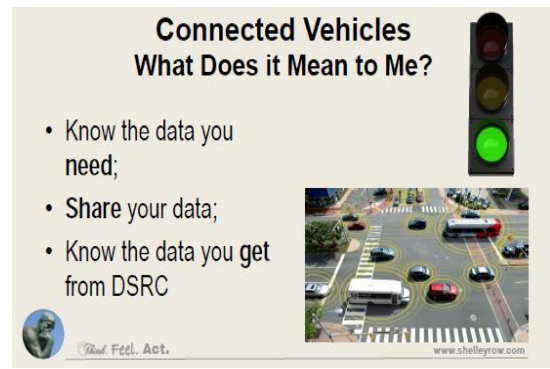 Connected Vehicles
What Does it Mean to Me?
• Know the data you
need;
• Share your data;
• Know the data you get
from DSRC
Think. Feel. Act.
www.shelleyrow.com